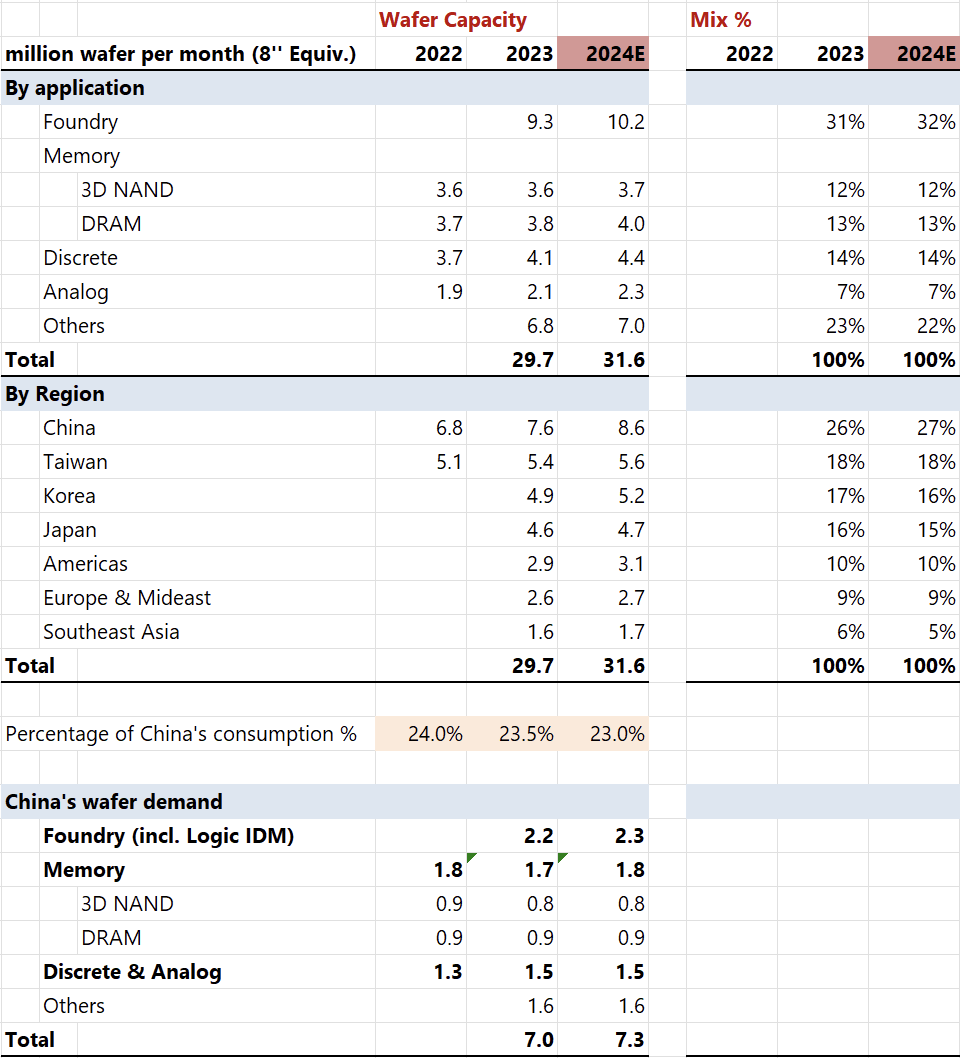 Wafer Capacity Mix %
million wafer per month (8'' Equiv.) 2022 2023 2024E 2022 2023 2024E
By application
Foundry 9.3 10.2 31% 32%
Memory
3D NAND 3.6 3.6 3.7 12% 12%
DRAM 3.7 3.8 4.0 13% 13%
Discrete 3.7 4.1 4.4 14% 14%
Analog 1.9 2.1 2.3 7% 7%
Others 6.8 7.0 23% 22%
Total 29.7 31.6 100% 100%
By Region
China 6.8 7.6 8.6 26% 27%
Taiwan 5.1 5.4 5.6 18% 18%
Korea 4.9 5.2 17% 16%
Japan 4.6 4.7 16% 15%
Americas 2.9 3.1 10% 10%
Europe & Mideast 2.6 2.7 9% 9%
Southeast Asia 1.6 1.7 6% 5%
Total 29.7 31.6 100% 100%
Percentage of China's consumption % 24.0% 23.5% 23.0%
China's wafer demand
Foundry (incl. Logic IDM) 2.2 2.3
Memory 1.8 1.7 1.8
3D NAND 0.9 0.8 0.8
DRAM 0.9 0.9 0.9
Discrete & Analog 1.3 1.5 1.5
Others 1.6 1.6
Total 7.0 7.3